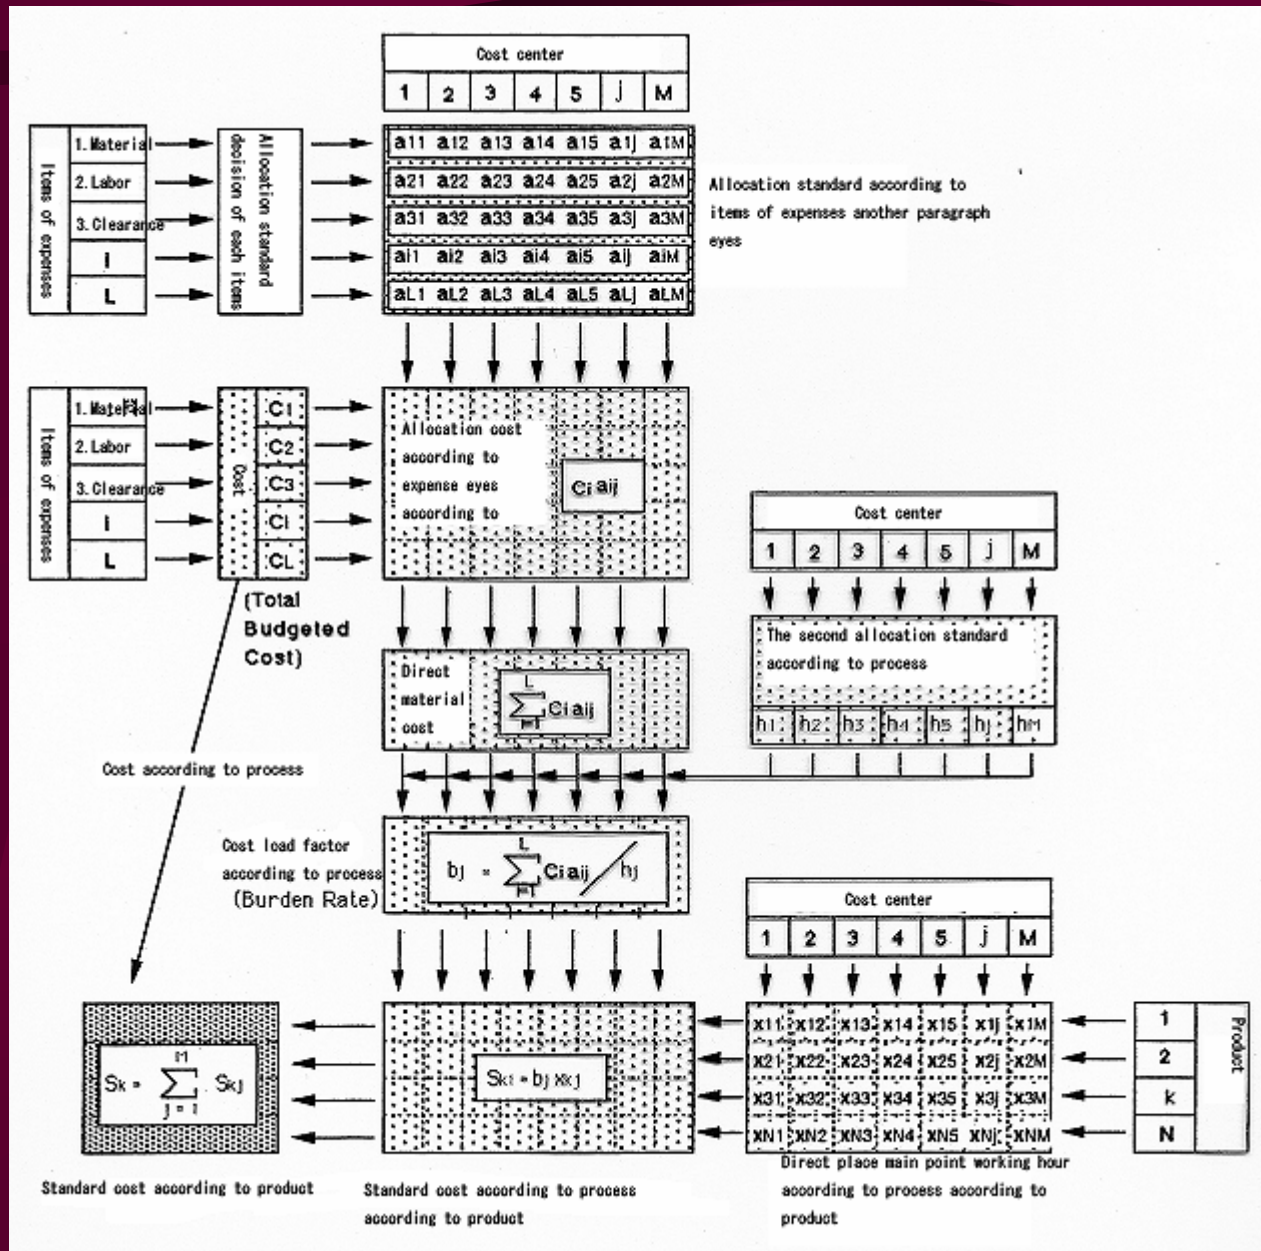 Cost center
1 2 3 4 5 j M
Items of expenses
1. Material
2. Labor
3. Clearance
i
L
Allocation standard
decision of each items
a11 a12 a13 a14 a15 a1j a1M
a21 a22 a23 a24 a25 a2j a2M
a31 a32 a33 a34 a35 a3j a3M
ai1 ai2 ai3 ai4 ai5 aij aiM
aL1 aL2 aL3 aL4 aL5 aLj aLM
Allocation standard according to
items of expenses another paragraph
eyes
Items of expenses
1. Material
2. Labor
3. Clearance
i
L
Cost
C1
C2
C3
Ci
CL
(Total
Budgeted
Cost)
Allocation cost
according to
expense eyes
according to
Ci aij
Cost center
1 2 3 4 5 j M
The second allocation standard
according to process
h1 h2 h3 h4 h5 hj hM
Direct
material
cost
L
∑ Ci aij
i=1
Cost according to process
Cost load factor
according to process
(Burden Rate)
L
bj = ∑ Ci aij / hj
i=1
Cost center
1 2 3 4 5 j M
x11 x12 x13 x14 x15 x1j x1M
x21 x22 x23 x24 x25 x2j x2M
x31 x32 x33 x34 x35 x3j x3M
xN1 xN2 xN3 xN4 xN5 xNj xNM
1
2
k
N
Product
Direct place main point working hour
according to process according to
product
Skj = bj xkj
Standard cost according to process
according to product
M
Sk = ∑ Skj
j = 1
Standard cost according to product